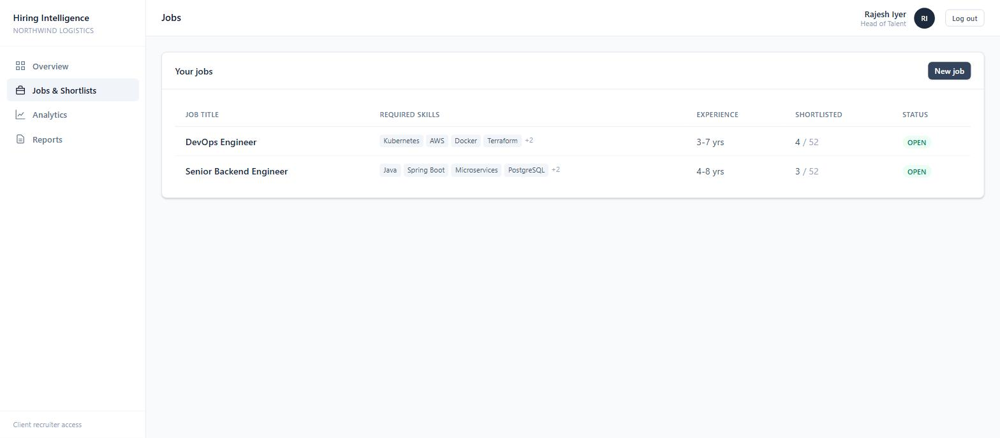 Hiring Intelligence
NORTHWIND LOGISTICS
Overview
Jobs & Shortlists
Analytics
Reports
Client recruiter access
Jobs
Rajesh Iyer
Head of Talent
RI
Log out
Your jobs
New job
JOB TITLE REQUIRED SKILLS EXPERIENCE SHORTLISTED STATUS
DevOps Engineer Kubernetes AWS Docker Terraform +2 3-7 yrs 4 / 52 OPEN
Senior Backend Engineer Java Spring Boot Microservices PostgreSQL +2 4-8 yrs 3 / 52 OPEN